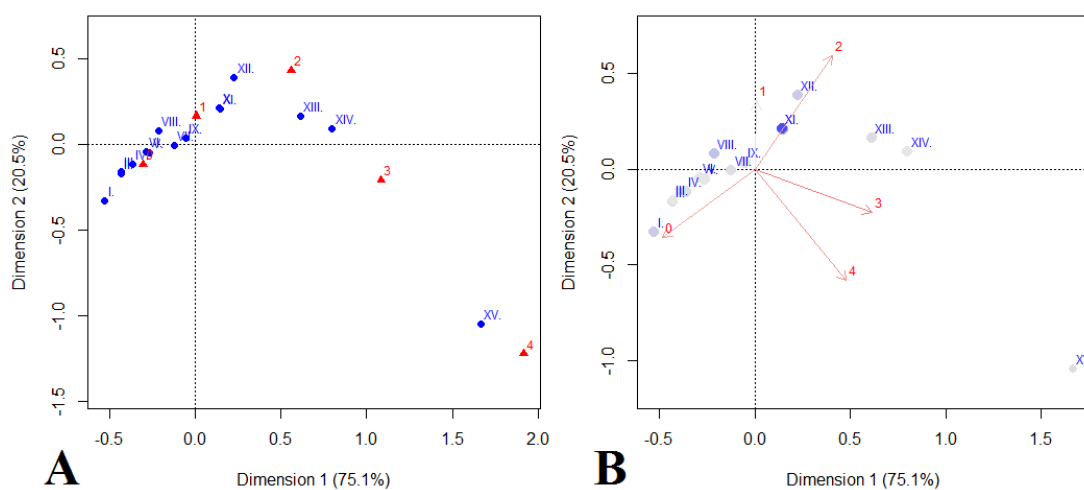 0.5
0.0
-0.5
-1.0
-1.5
Dimension 2 (20.5%)
XII.
2
XIII.
XIV.
1
XI.
VIII.
IX.
VII.
IV.
I.
3
XV.
4
-0.5 0.0 0.5 1.0 1.5 2.0
Dimension 1 (75.1%)
A
0.5
0.0
-0.5
-1.0
Dimension 2 (20.5%)
2
1
XII.
XI.
XIII.
XIV.
VIII.
IX.
VII.
IV.
III.
I.
0
3
4
-0.5 0.0 0.5 1.0 1.5
Dimension 1 (75.1%)
B